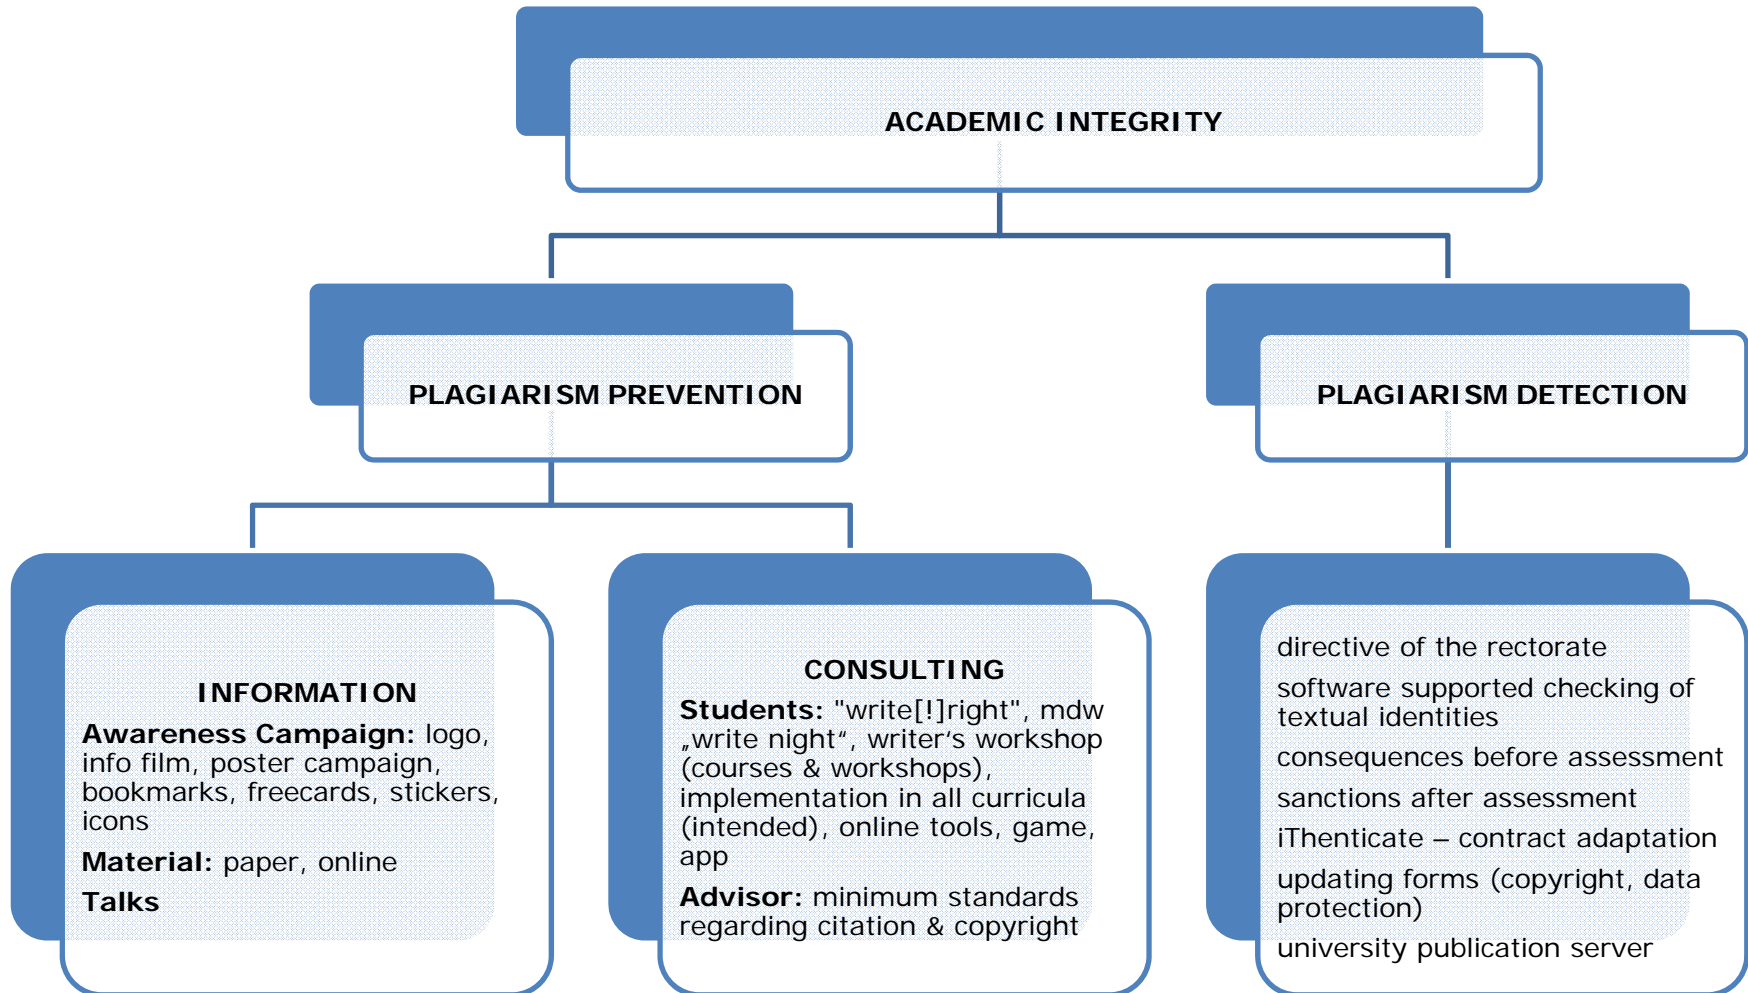 ACADEMIC INTEGRITY
PLAGIARISM PREVENTION
PLAGIARISM DETECTION
INFORMATION
Awareness Campaign: logo,
info film, poster campaign,
bookmarks, freecards, stickers,
icons
Material: paper, online
Talks
CONSULTING
Students: "write[!]right", mdw
„write night“, writer‘s workshop
(courses & workshops),
implementation in all curricula
(intended), online tools, game,
app
Advisor: minimum standards
regarding citation & copyright
directive of the rectorate
software supported checking of
textual identities
consequences before assessment
sanctions after assessment
iThenticate – contract adaptation
updating forms (copyright, data
protection)
university publication server